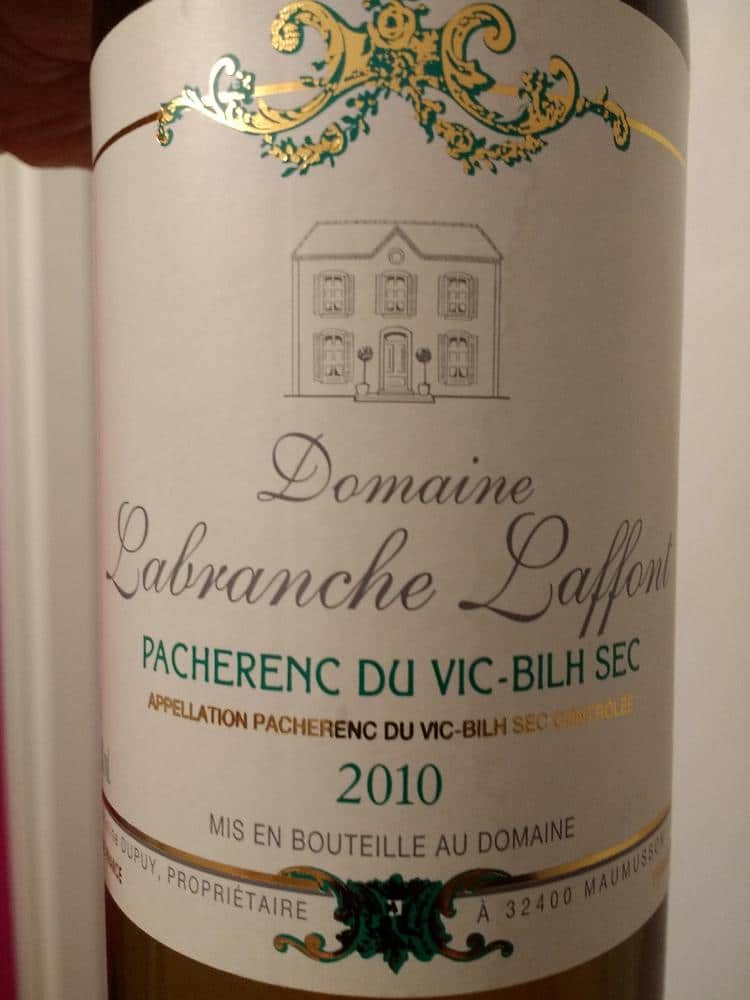 Domaine
Labranche Laffont
PACHERENC DU VIC-BILH SEC
APPELLATION PACHERENC DU VIC-BILH SEC CONTRÔLÉE
2010
MIS EN BOUTEILLE AU DOMAINE
DUPUY, PROPRIÉTAIRE À 32400 MAUMUSSON